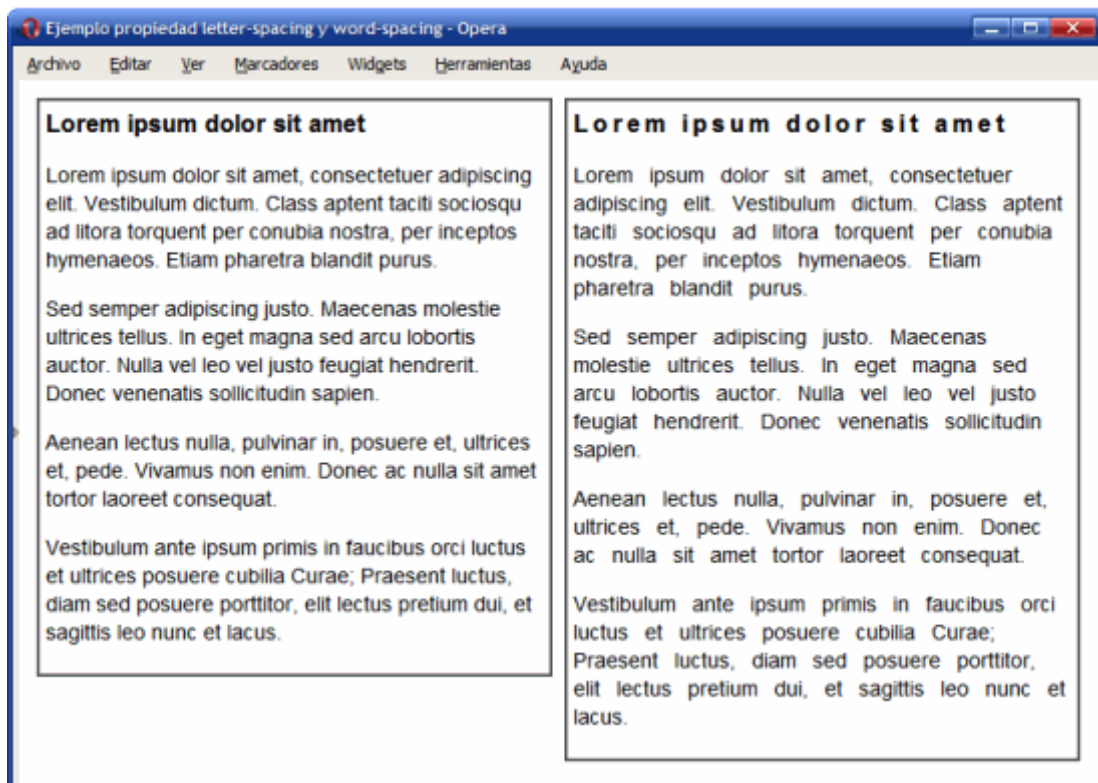 Ejemplo propiedad letter-spacing y word-spacing - Opera
Archivo Editar Ver Marcadores Widgets Herramientas Ayuda
Lorem ipsum dolor sit amet
Lorem ipsum dolor sit amet, consectetuer adipiscing
elit. Vestibulum dictum. Class aptent taciti sociosqu
ad litora torquent per conubia nostra, per inceptos
hymenaeos. Etiam pharetra blandit purus.
Sed semper adipiscing justo. Maecenas molestie
ultrices tellus. In eget magna sed arcu lobortis
auctor. Nulla vel leo vel justo feugiat hendrerit.
Donec venenatis sollicitudin sapien.
Aenean lectus nulla, pulvinar in, posuere et, ultrices
et, pede. Vivamus non enim. Donec ac nulla sit amet
tortor laoreet consequat.
Vestibulum ante ipsum primis in faucibus orci luctus
et ultrices posuere cubilia Curae; Praesent luctus,
diam sed posuere porttitor, elit lectus pretium dui, et
sagittis leo nunc et lacus.
Lorem ipsum dolor sit amet
Lorem ipsum dolor sit amet, consectetuer
adipiscing elit. Vestibulum dictum. Class aptent
taciti sociosqu ad litora torquent per conubia
nostra, per inceptos hymenaeos. Etiam
pharetra blandit purus.
Sed semper adipiscing justo. Maecenas
molestie ultrices tellus. In eget magna sed
arcu lobortis auctor. Nulla vel leo vel justo
feugiat hendrerit. Donec venenatis sollicitudin
sapien.
Aenean lectus nulla, pulvinar in, posuere et,
ultrices et, pede. Vivamus non enim. Donec
ac nulla sit amet tortor laoreet consequat.
Vestibulum ante ipsum primis in faucibus orci
luctus et ultrices posuere cubilia Curae;
Praesent luctus, diam sed posuere porttitor,
elit lectus pretium dui, et sagittis leo nunc et
lacus.